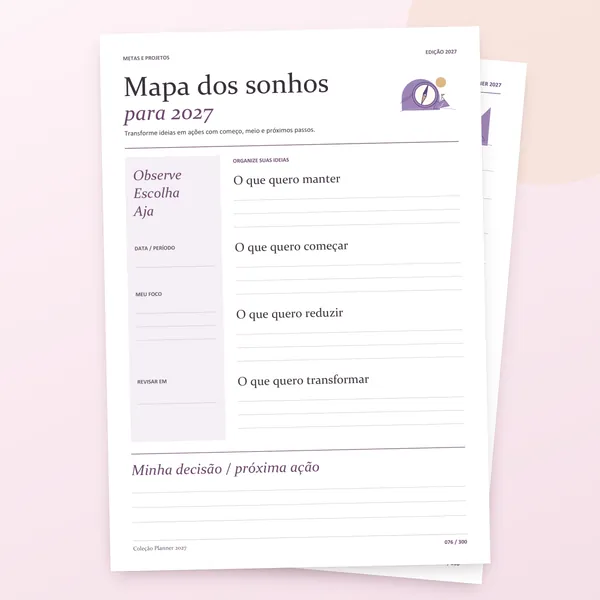 METAS E PROJETOS
EDIÇÃO 2027
Mapa dos sonhos
para 2027
Transforme ideias em ações com começo, meio e próximos passos.
Observe
Escolha
Aja
DATA / PERÍODO
MEU FOCO
REVISAR EM
ORGANIZE SUAS IDEIAS
O que quero manter
O que quero começar
O que quero reduzir
O que quero transformar
Minha decisão / próxima ação
Coleção Planner 2027
076 / 300
2027